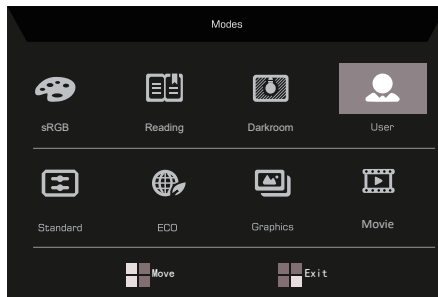 Modes
sRGB Reading Darkroom User
Standard ECO Graphics Movie
Move Exit